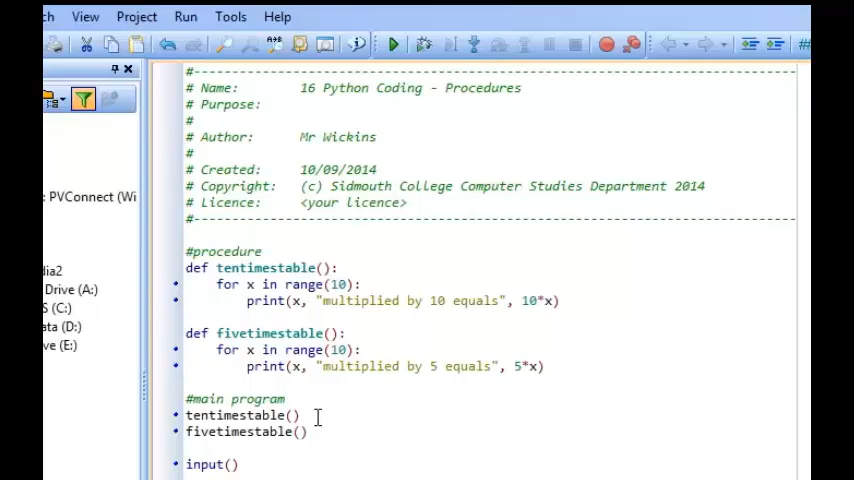 ch View Project Run Tools Help
#-----------------------------------------------------------------------------
# Name:        16 Python Coding - Procedures
# Purpose:
#
# Author:      Mr Wickins
#
# Created:     10/09/2014
# Copyright:   (c) Sidmouth College Computer Studies Department 2014
# Licence:     <your licence>
#-----------------------------------------------------------------------------
: PVConnect (Wi
dia2
Drive (A:)
S (C:)
ata (D:)
ve (E:)
#procedure
def tentimestable():
    for x in range(10):
        print(x, "multiplied by 10 equals", 10*x)
def fivetimestable():
    for x in range(10):
        print(x, "multiplied by 5 equals", 5*x)
#main program
tentimestable()
fivetimestable()
input()